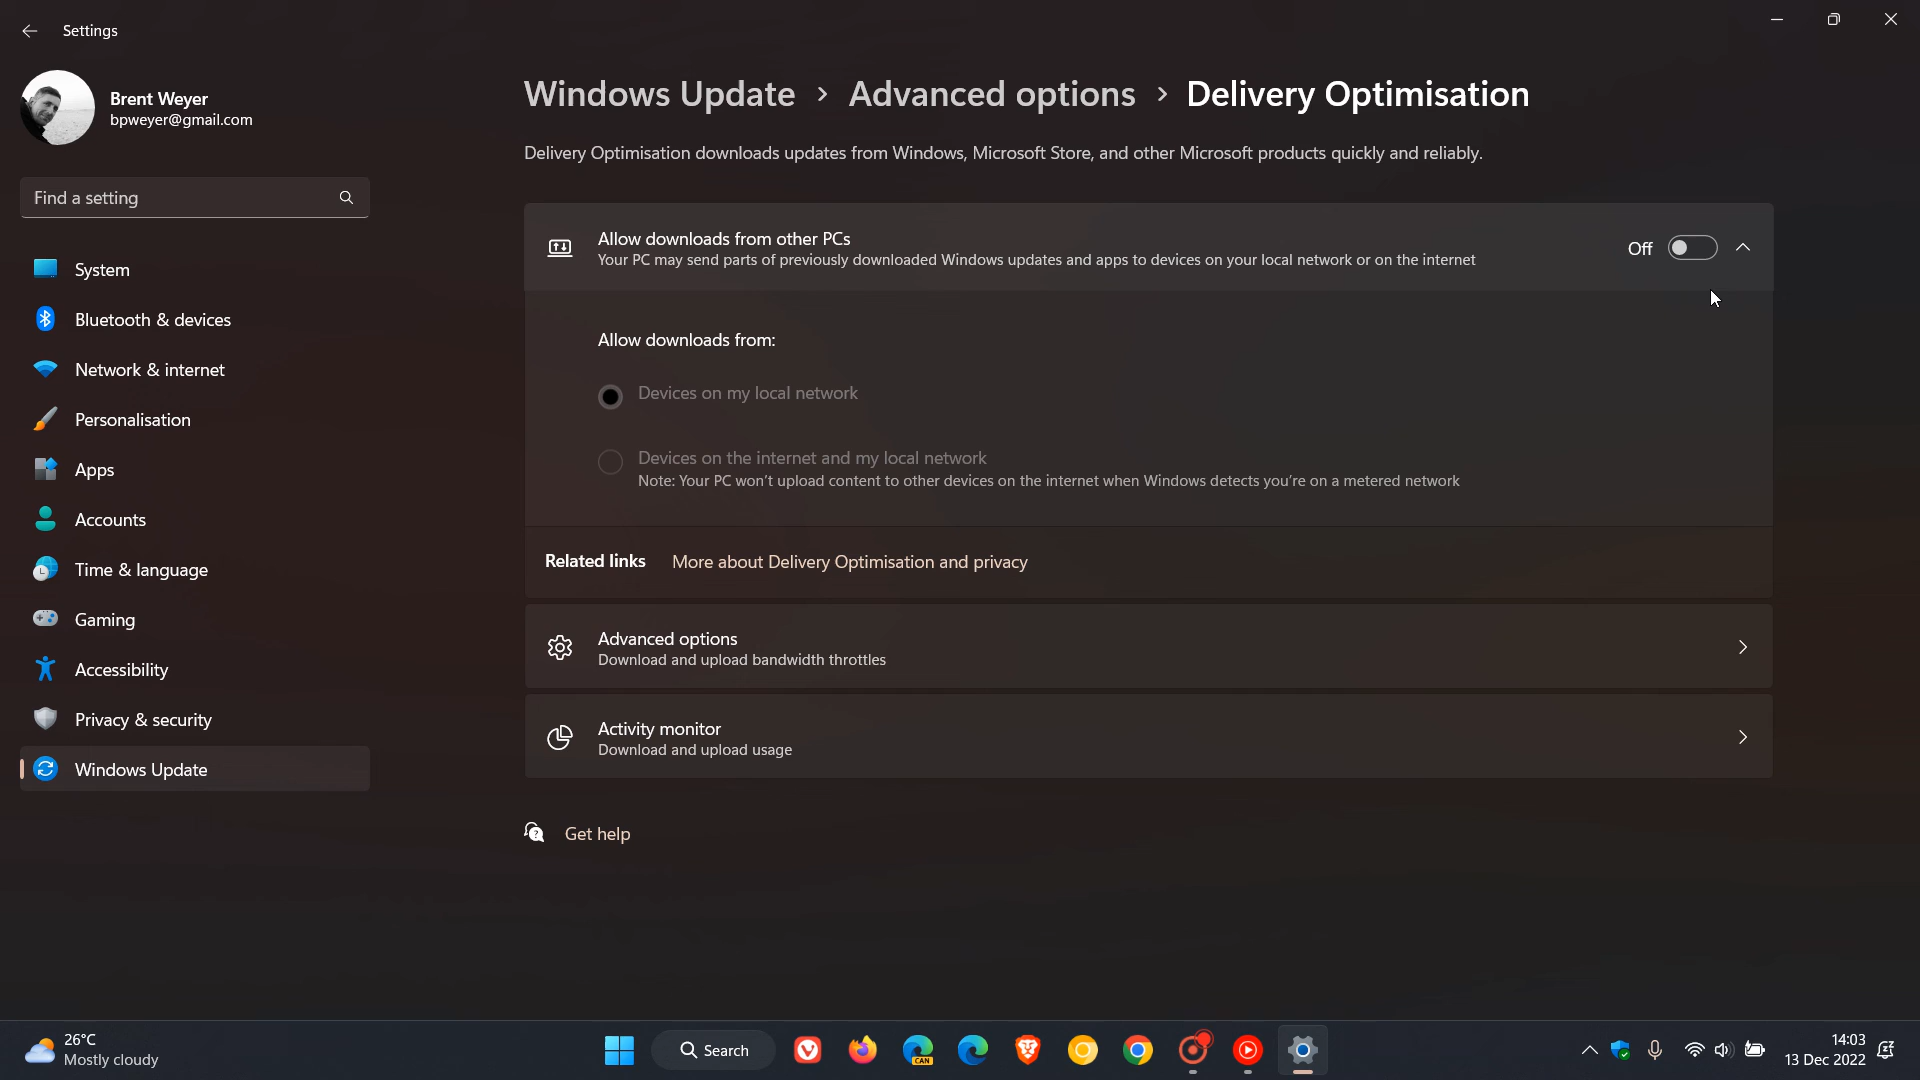 Settings
Brent Weyer
bpweyer@gmail.com
Find a setting
System
Bluetooth & devices
Network & internet
Personalisation
Apps
Accounts
Time & language
Gaming
Accessibility
Privacy & security
Windows Update
Windows Update > Advanced options > Delivery Optimisation
Delivery Optimisation downloads updates from Windows, Microsoft Store, and other Microsoft products quickly and reliably.
Allow downloads from other PCs
Your PC may send parts of previously downloaded Windows updates and apps to devices on your local network or on the internet
Off
Allow downloads from:
Devices on my local network
Devices on the internet and my local network
Note: Your PC won't upload content to other devices on the internet when Windows detects you're on a metered network
Related links More about Delivery Optimisation and privacy
Advanced options
Download and upload bandwidth throttles
Activity monitor
Download and upload usage
Get help
26°C
Mostly cloudy
Search
CAN
14:03
13 Dec 2022